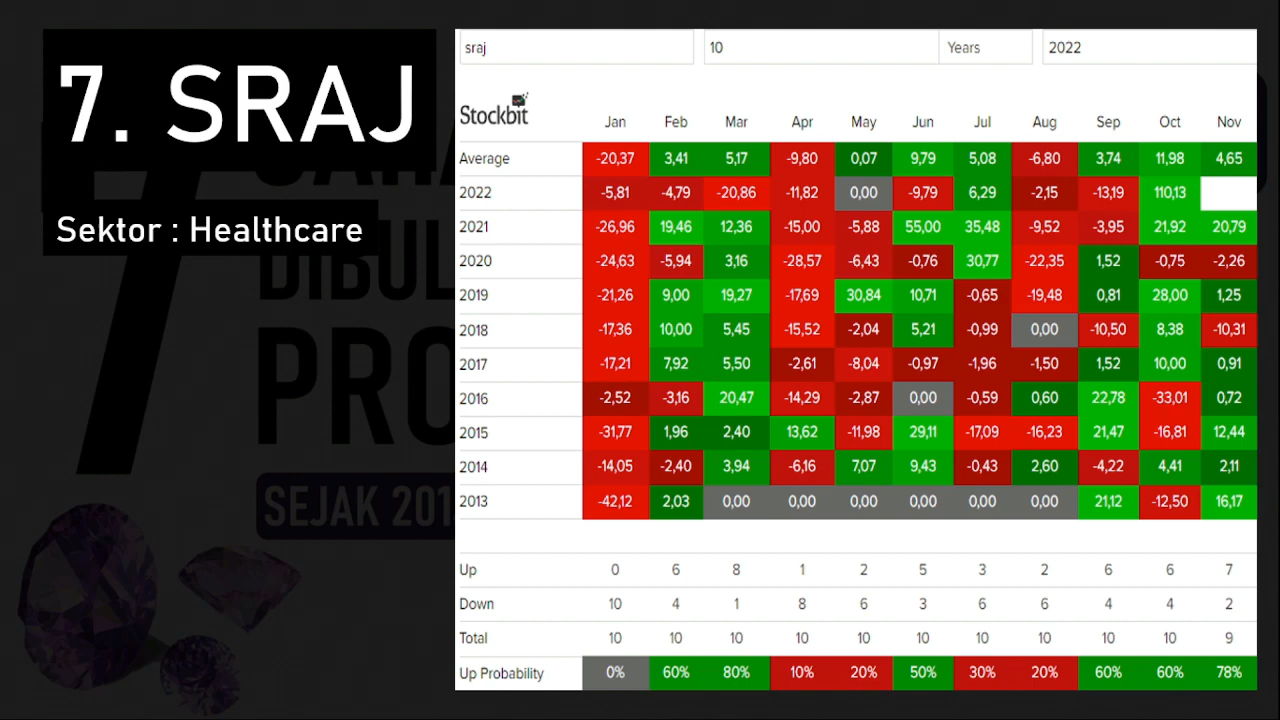 7. SRAJ
Sektor : Healthcare
DIBUL
PRO
SEJAK 201
sraj 10 Years 2022
Stockbit
Jan Feb Mar Apr May Jun Jul Aug Sep Oct Nov
Average -20,37 3,41 5,17 -9,80 0,07 9,79 5,08 -6,80 3,74 11,98 4,65
2022 -5,81 -4,79 -20,86 -11,82 0,00 -9,79 6,29 -2,15 -13,19 110,13
2021 -26,96 19,46 12,36 -15,00 -5,88 55,00 35,48 -9,52 -3,95 21,92 20,79
2020 -24,63 -5,94 3,16 -28,57 -6,43 -0,76 30,77 -22,35 1,52 -0,75 -2,26
2019 -21,26 9,00 19,27 -17,69 30,84 10,71 -0,65 -19,48 0,81 28,00 1,25
2018 -17,36 10,00 5,45 -15,52 -2,04 5,21 -0,99 0,00 -10,50 8,38 -10,31
2017 -17,21 7,92 5,50 -2,61 -8,04 -0,97 -1,96 -1,50 1,52 10,00 0,91
2016 -2,52 -3,16 20,47 -14,29 -2,87 0,00 -0,59 0,60 22,78 -33,01 0,72
2015 -31,77 1,96 2,40 13,62 -11,98 29,11 -17,09 -16,23 21,47 -16,81 12,44
2014 -14,05 -2,40 3,94 -6,16 7,07 9,43 -0,43 2,60 -4,22 4,41 2,11
2013 -42,12 2,03 0,00 0,00 0,00 0,00 0,00 0,00 21,12 -12,50 16,17
Up 0 6 8 1 2 5 3 2 6 6 7
Down 10 4 1 8 6 3 6 6 4 4 2
Total 10 10 10 10 10 10 10 10 10 10 9
Up Probability 0% 60% 80% 10% 20% 50% 30% 20% 60% 60% 78%